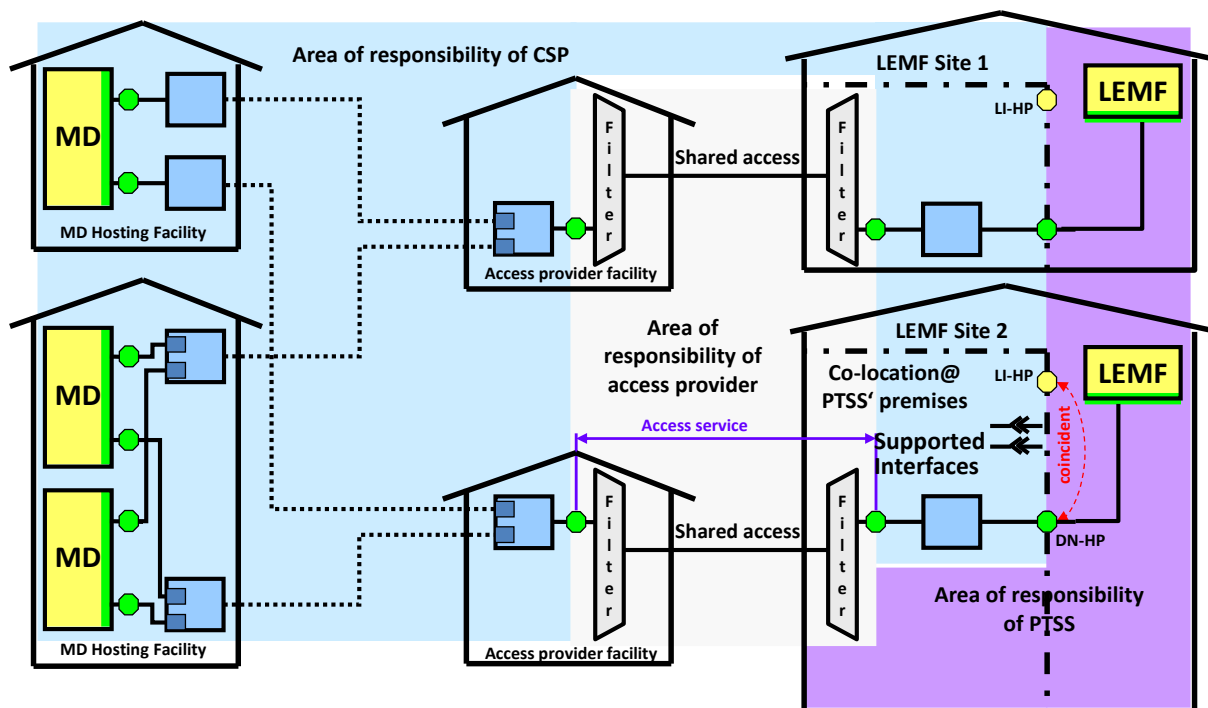 Area of responsibility of CSP
MD
MD Hosting Facility
Filter
Access provider facility
Shared access
LEMF Site 1
LI-HP
LEMF
Filter
MD
MD
MD Hosting Facility
Area of
responsibility of
access provider
Access service
Filter
Access provider facility
Shared access
LEMF Site 2
Co-location@
PTSS‘ premises
LI-HP
LEMF
Supported
Interfaces
coincident
Filter
DN-HP
Area of responsibility
of PTSS